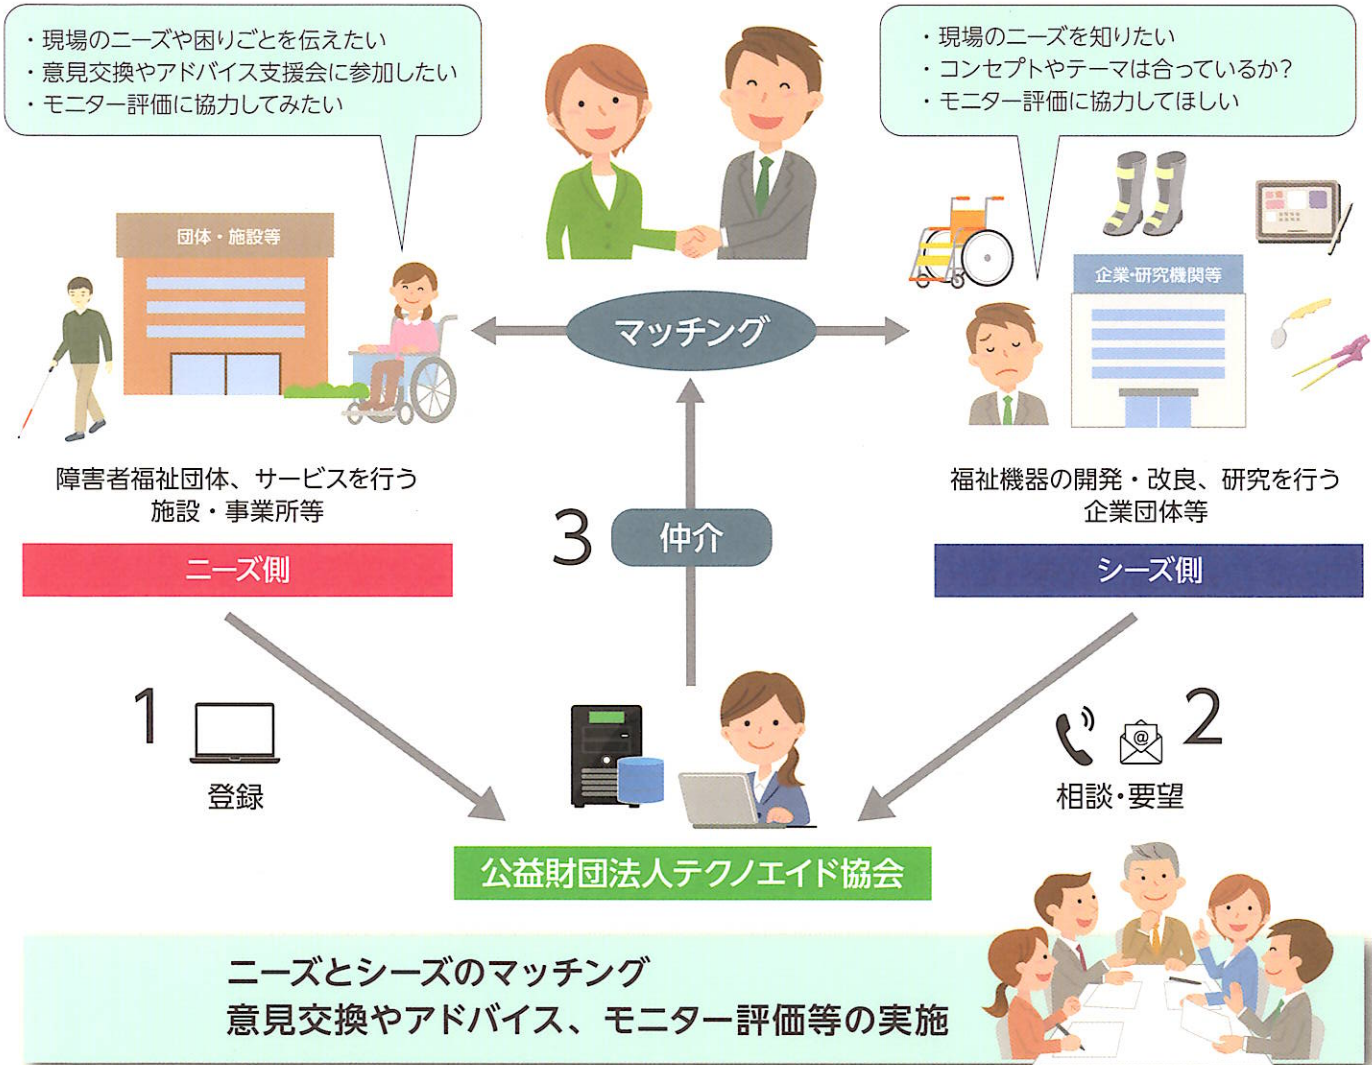 ・現場のニーズや困りごとを伝えたい
・意見交換やアドバイス支援会に参加したい
・モニター評価に協力してみたい
・現場のニーズを知りたい
・コンセプトやテーマは合っているか?
・モニター評価に協力してほしい
団体・施設等
企業・研究機関等
マッチング
障害者福祉団体、サービスを行う
施設・事業所等
ニーズ側
福祉機器の開発・改良、研究を行う
企業団体等
シーズ側
3
仲介
1
登録
@
2
相談・要望
公益財団法人テクノエイド協会
ニーズとシーズのマッチング
意見交換やアドバイス、モニター評価等の実施